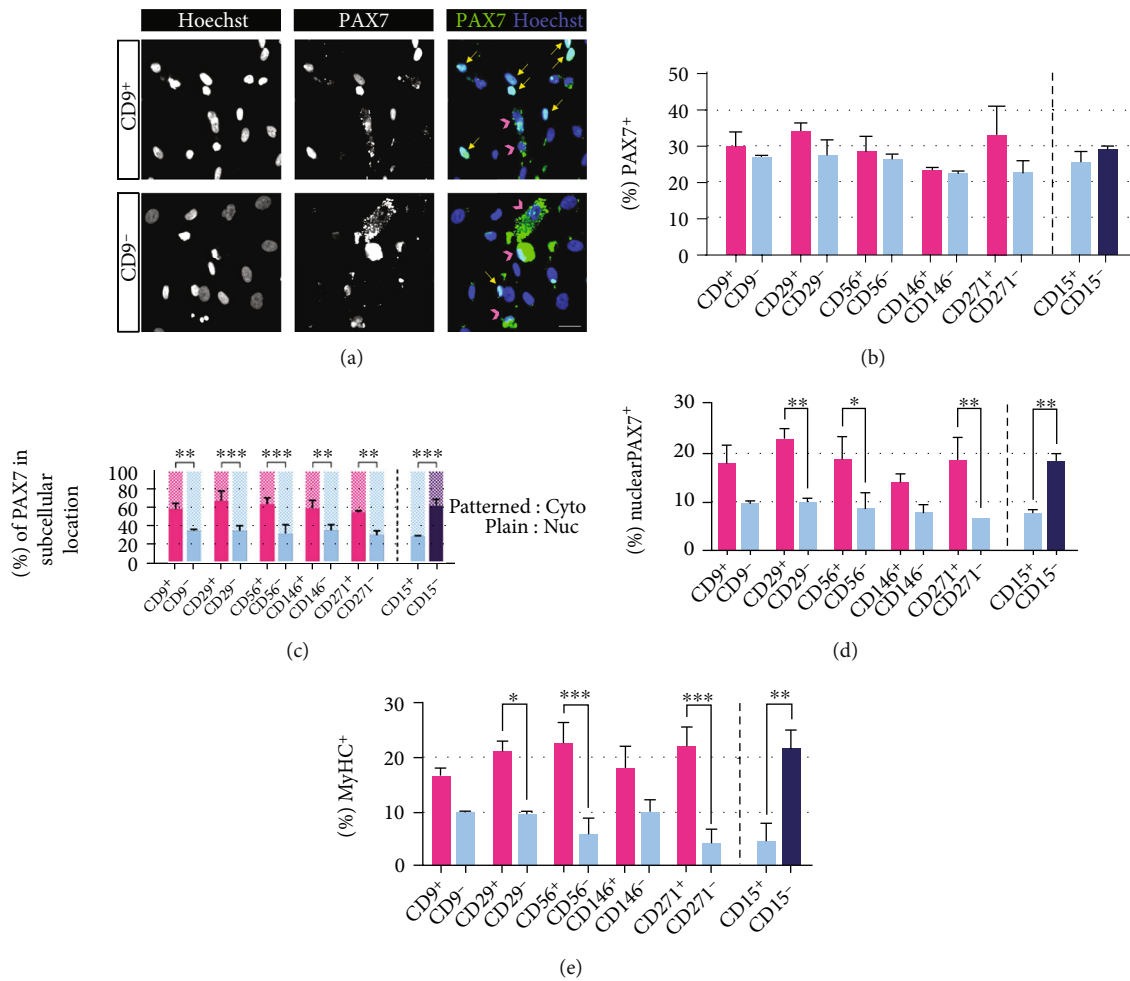 Hoechst PAX7 PAX7 Hoechst
CD9+
CD9−
(a)
(%) PAX7+
50
40
30
20
10
0
CD9+ CD9− CD29+ CD29− CD56+ CD56− CD146+ CD146− CD271+ CD271− CD15+ CD15−
(b)
(%) of PAX7 in
subcellular
location
** *** *** ** ** ***
100
80
60
40
20
Patterned : Cyto
Plain : Nuc
CD9+ CD9− CD29+ CD29− CD56+ CD56− CD146+ CD146− CD271+ CD271− CD15+ CD15−
(c)
(%) nuclearPAX7+
** * ** **
30
20
10
0
CD9+ CD9− CD29+ CD29− CD56+ CD56− CD146+ CD146− CD271+ CD271− CD15+ CD15−
(d)
(%) MyHC+
* *** *** **
30
20
10
0
CD9+ CD9− CD29+ CD29− CD56+ CD56− CD146+ CD146− CD271+ CD271− CD15+ CD15−
(e)